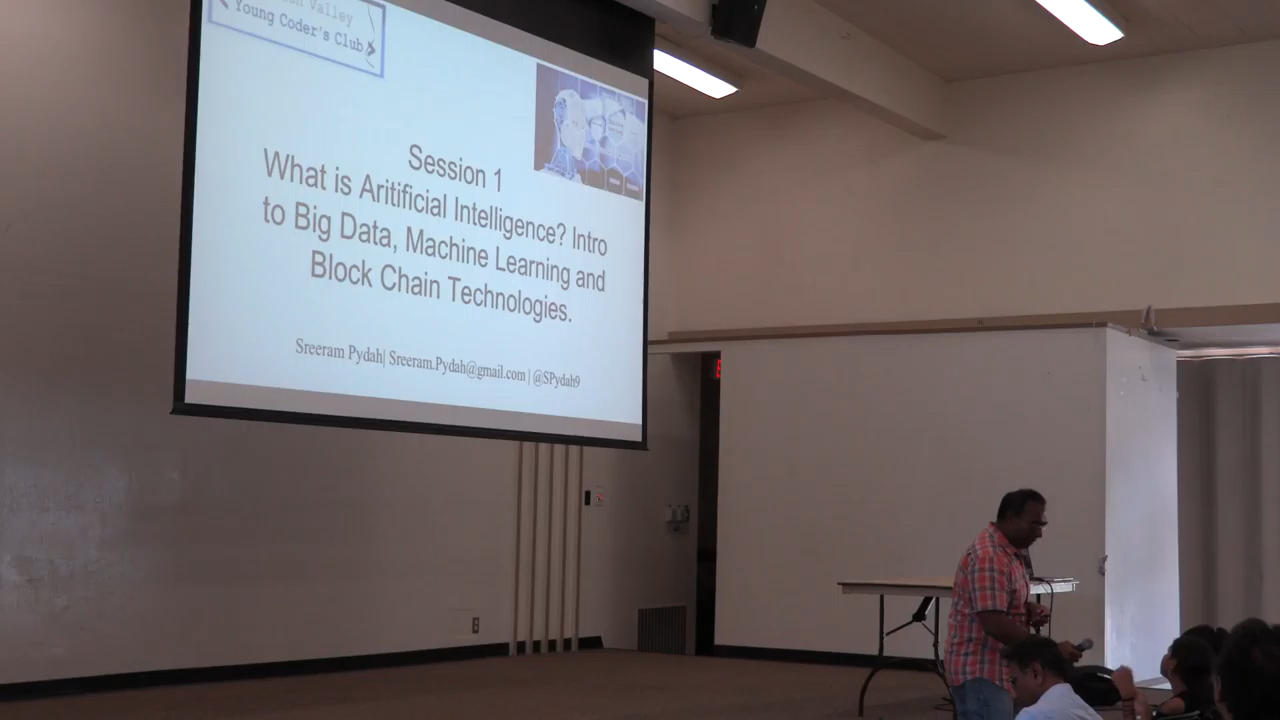 Valley
Young Coder's Club
Session 1
What is Aritificial Intelligence? Intro
to Big Data, Machine Learning and
Block Chain Technologies.
Sreeram Pydah| Sreeram.Pydah@gmail.com | @SPydah9